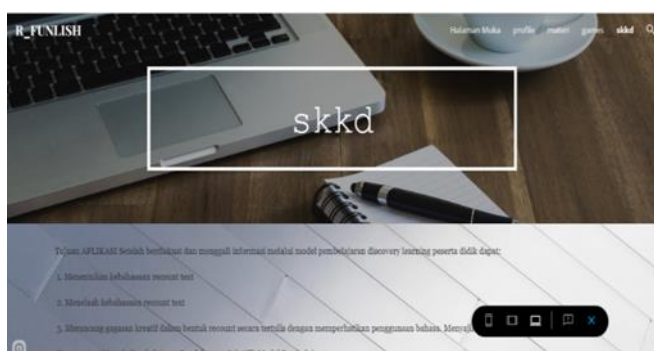 R_FUNLISH
Halaman Muka profile materi games skkd
skkd
Tujuan APLIKASI Setelah berdiskusi dan menggali informasi melalui model pembelajaran discovery learning peserta didik dapat:
1. Menentukan kebahasaan recount text
2. Menelaah kebahasaan recount text
3. Menyusung gagasan kreatif dalam bentuk recount secara tertulis dengan memperhatikan penggunaan bahasa.